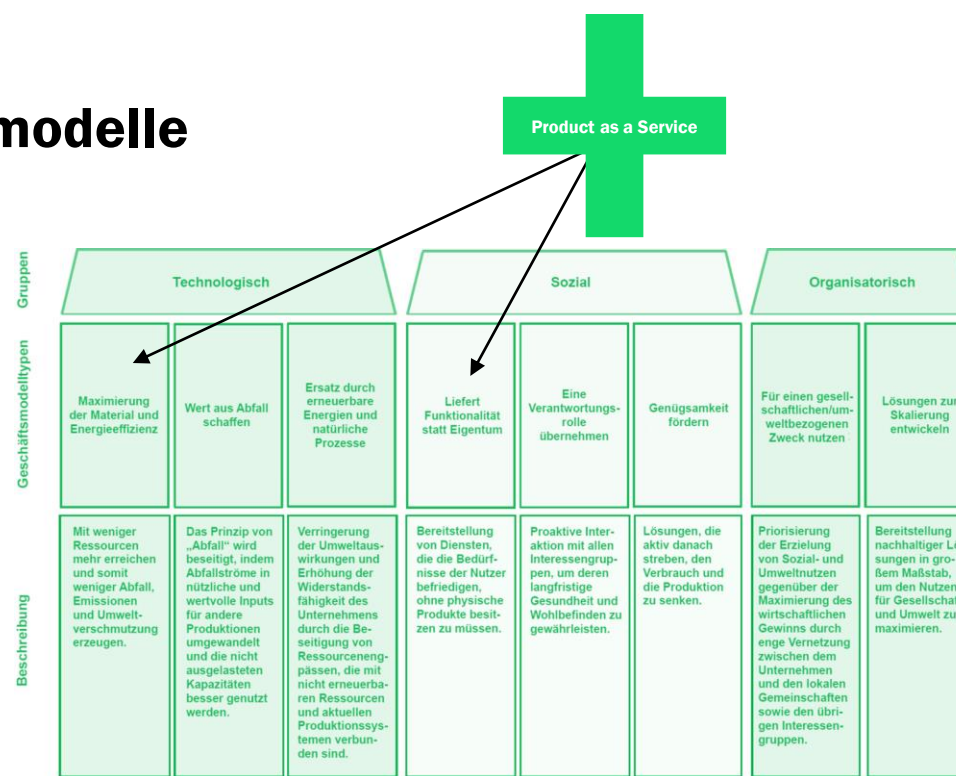 modelle
Product as a Service
Gruppen
Technologisch
Sozial
Organisatorisch
Geschäftsmodelltypen
Maximierung
der Material und
Energieeffizienz
Wert aus Abfall
schaffen
Ersatz durch
erneuerbare
Energien und
natürliche
Prozesse
Liefert
Funktionalität
statt Eigentum
Eine
Verantwortungs-
rolle
übernehmen
Genügsamkeit
fördern
Für einen gesell-
schaftlichen/um-
weltbezogenen
Zweck nutzen
Lösungen zur
Skalierung
entwickeln
Beschreibung
Mit weniger
Ressourcen
mehr erreichen
und somit
weniger Abfall,
Emissionen
und Umwelt-
verschmutzung
erzeugen.
Das Prinzip von
„Abfall“ wird
beseitigt, indem
Abfallströme in
nützliche und
wertvolle Inputs
für andere
Produktionen
umgewandelt
und die nicht
ausgelasteten
Kapazitäten
besser genutzt
werden.
Verringerung
der Umweltaus-
wirkungen und
Erhöhung der
Widerstands-
fähigkeit des
Unternehmens
durch die Be-
seitigung von
Ressourceneng-
pässen, die mit
nicht erneuerba-
ren Ressourcen
und aktuellen
Produktionssys-
temen verbun-
den sind.
Bereitstellung
von Diensten,
die die Bedürf-
nisse der Nutzer
befriedigen,
ohne physische
Produkte besit-
zen zu müssen.
Proaktive Inter-
aktion mit allen
Interessengrup-
pen, um deren
langfristige
Gesundheit und
Wohlbefinden zu
gewährleisten.
Lösungen, die
aktiv danach
streben, den
Verbrauch und
die Produktion
zu senken.
Priorisierung
der Erzielung
von Sozial- und
Umweltnutzen
gegenüber der
Maximierung des
wirtschaftlichen
Gewinns durch
enge Vernetzung
zwischen dem
Unternehmen
und den lokalen
Gemeinschaften
sowie den übri-
gen Interessen-
gruppen.
Bereitstellung
nachhaltiger Lö
sungen in gro-
ßem Maßstab,
um den Nutzen
für Gesellschaf
und Umwelt zu
maximieren.